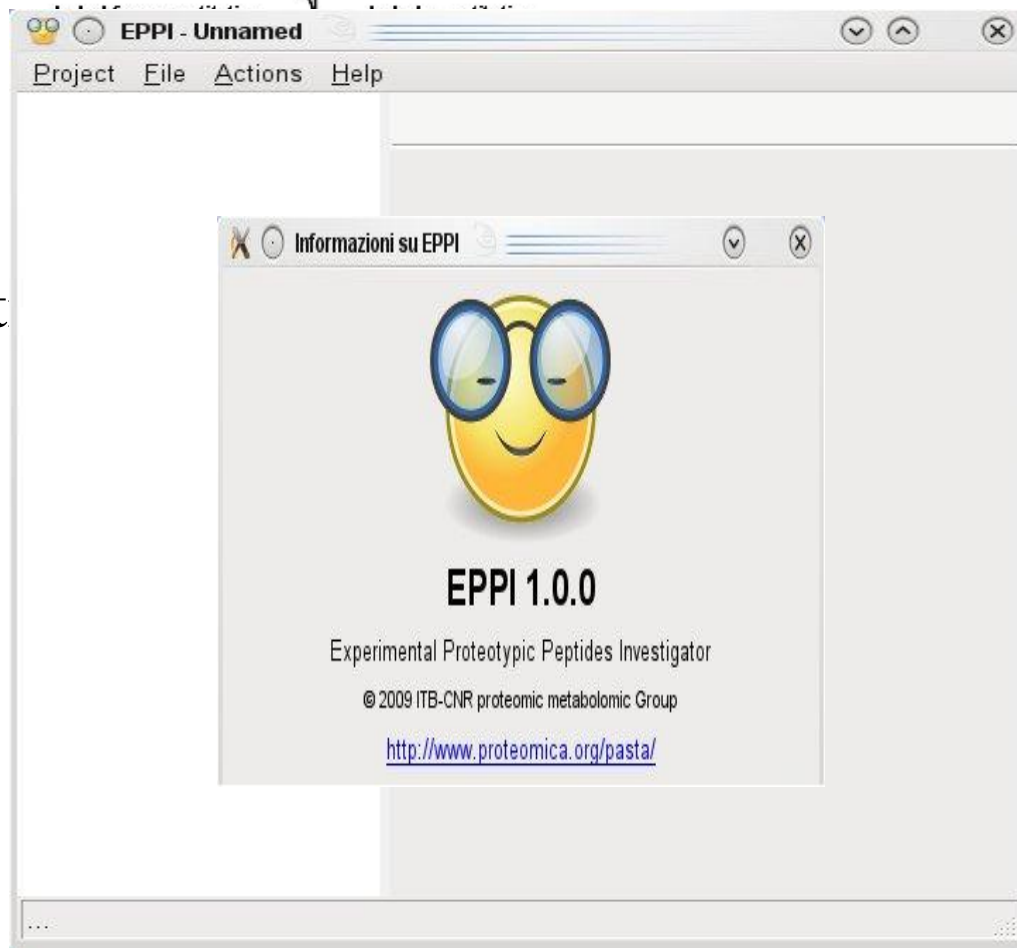 EPPI - Unnamed
Project File Actions Help
Informazioni su EPPI
EPPI 1.0.0
Experimental Proteotypic Peptides Investigator
© 2009 ITB-CNR proteomic metabolomic Group
http://www.proteomica.org/pasta/
...